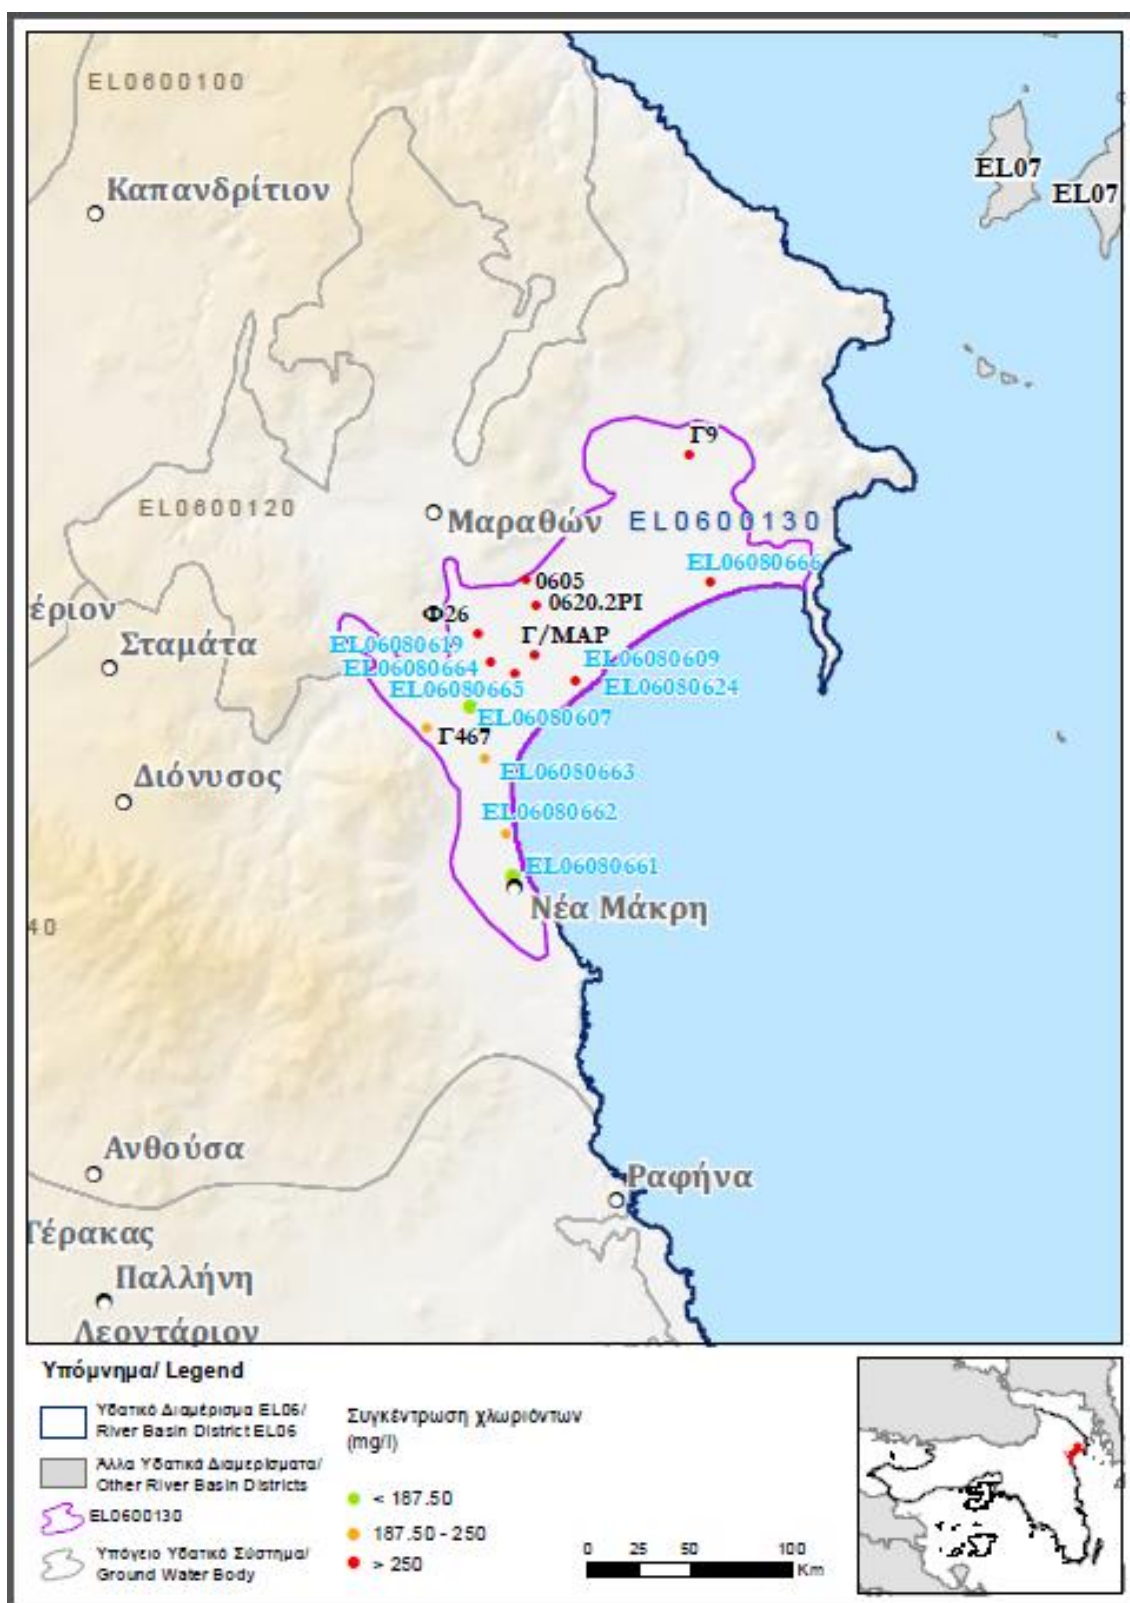 EL0600100
EL07
EL07
Καπανδρίτιον
Γ9
EL0600120
Μαραθών
EL0600130
EL06080666
0605
0620.2PI
έριον
Φ26
Γ/ΜΑΡ
Σταμάτα
EL06080619
EL06080609
EL06080664
EL06080624
EL06080665
EL06080607
Γ467
EL06080663
Διόνυσος
EL06080662
EL06080661
Νέα Μάκρη
40
Ανθούσα
Ραφήνα
Γέρακας
Παλλήνη
Λεοντάριον
Υπόμνημα/ Legend
Υδατικό Διαμέρισμα EL06/
River Basin District EL06
Άλλα Υδατικά Διαμερίσματα/
Other River Basin Districts
EL0600130
Υπόγειο Υδατικό Σύστημα/
Ground Water Body
Συγκέντρωση χλωριόντων
(mg/l)
< 187.50
187.50 - 250
> 250
0 25 50 100
Km